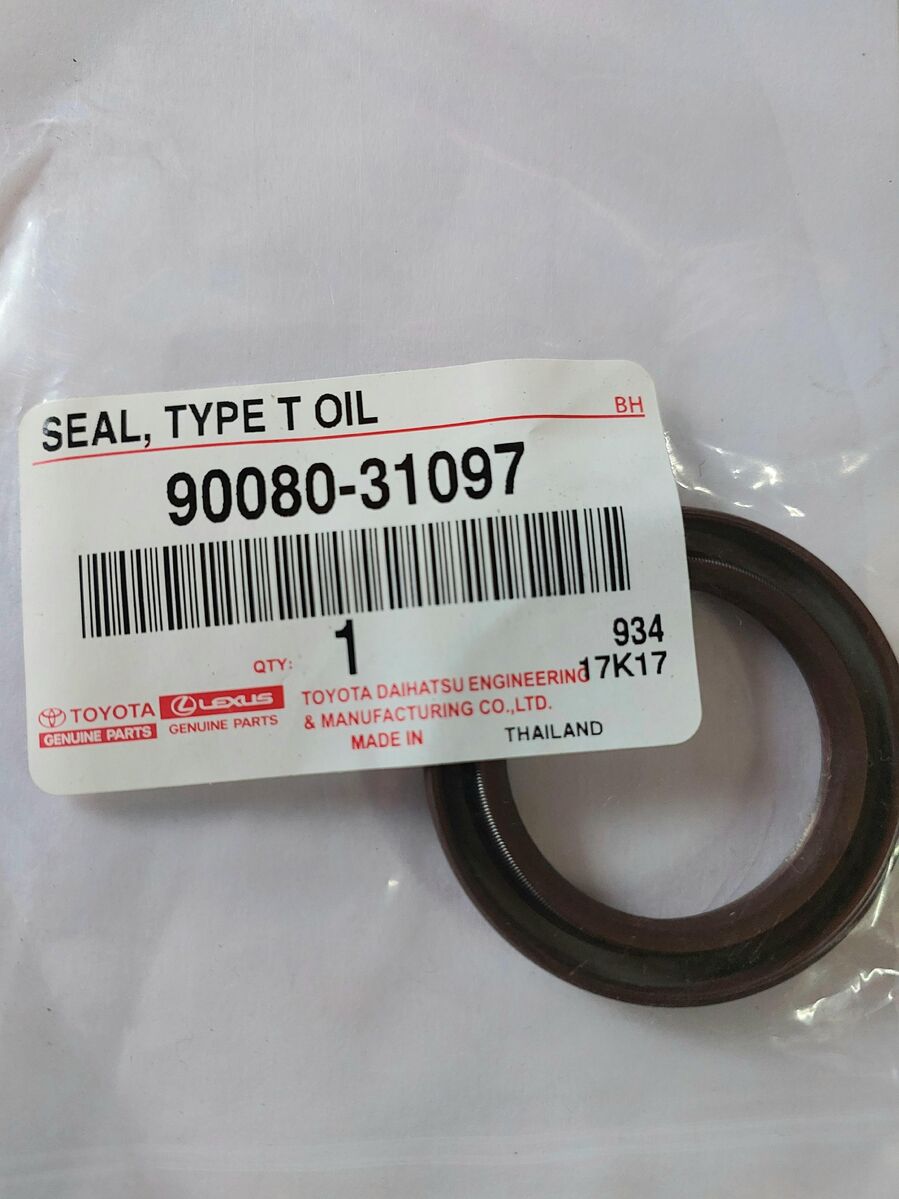 SEAL, TYPE T OIL
BH
90080-31097
QTY: 1
934
17K17
TOYOTA
GENUINE PARTS
LEXUS
GENUINE PARTS
TOYOTA DAIHATSU ENGINEERING
& MANUFACTURING CO.,LTD.
MADE IN THAILAND